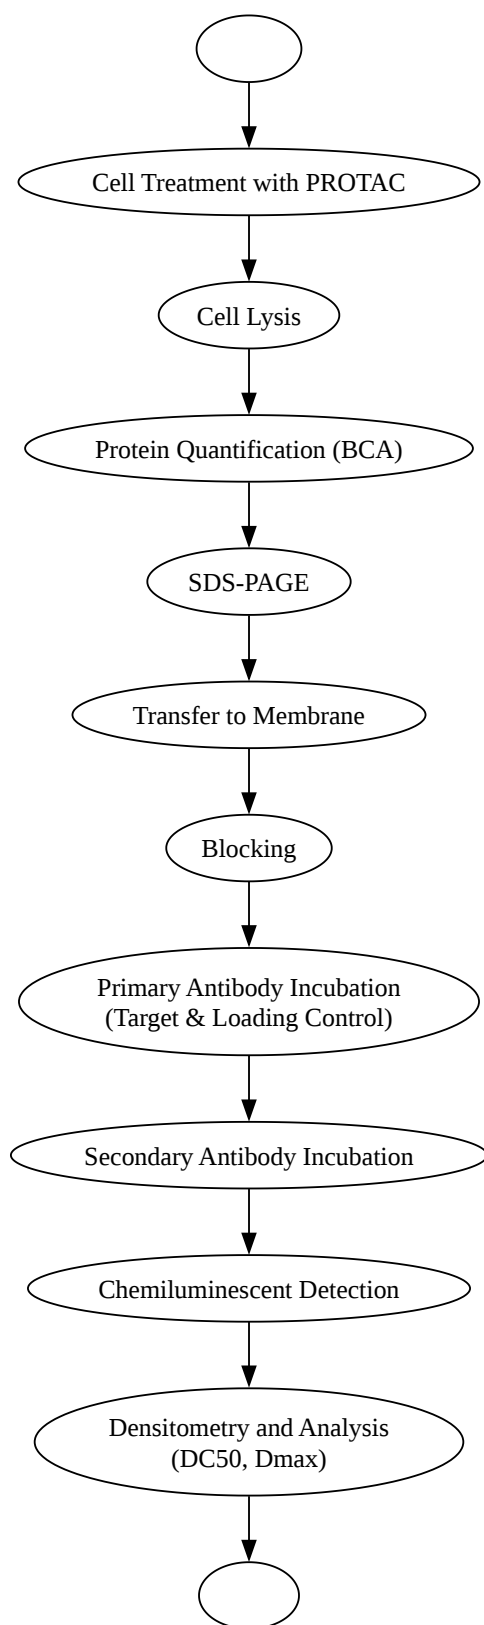 Cell Treatment with PROTAC
Cell Lysis
Protein Quantification (BCA)
SDS-PAGE
Transfer to Membrane
Blocking
Primary Antibody Incubation
(Target & Loading Control)
Secondary Antibody Incubation
Chemiluminescent Detection
Densitometry and Analysis
(DC50, Dmax)